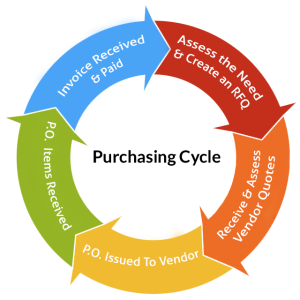 Assess the Need
& Create an RFQ
Receive & Assess
Vendor Quotes
P.O. Issued To Vendor
P.O. Items Received
Invoice Received
& Paid
Purchasing Cycle